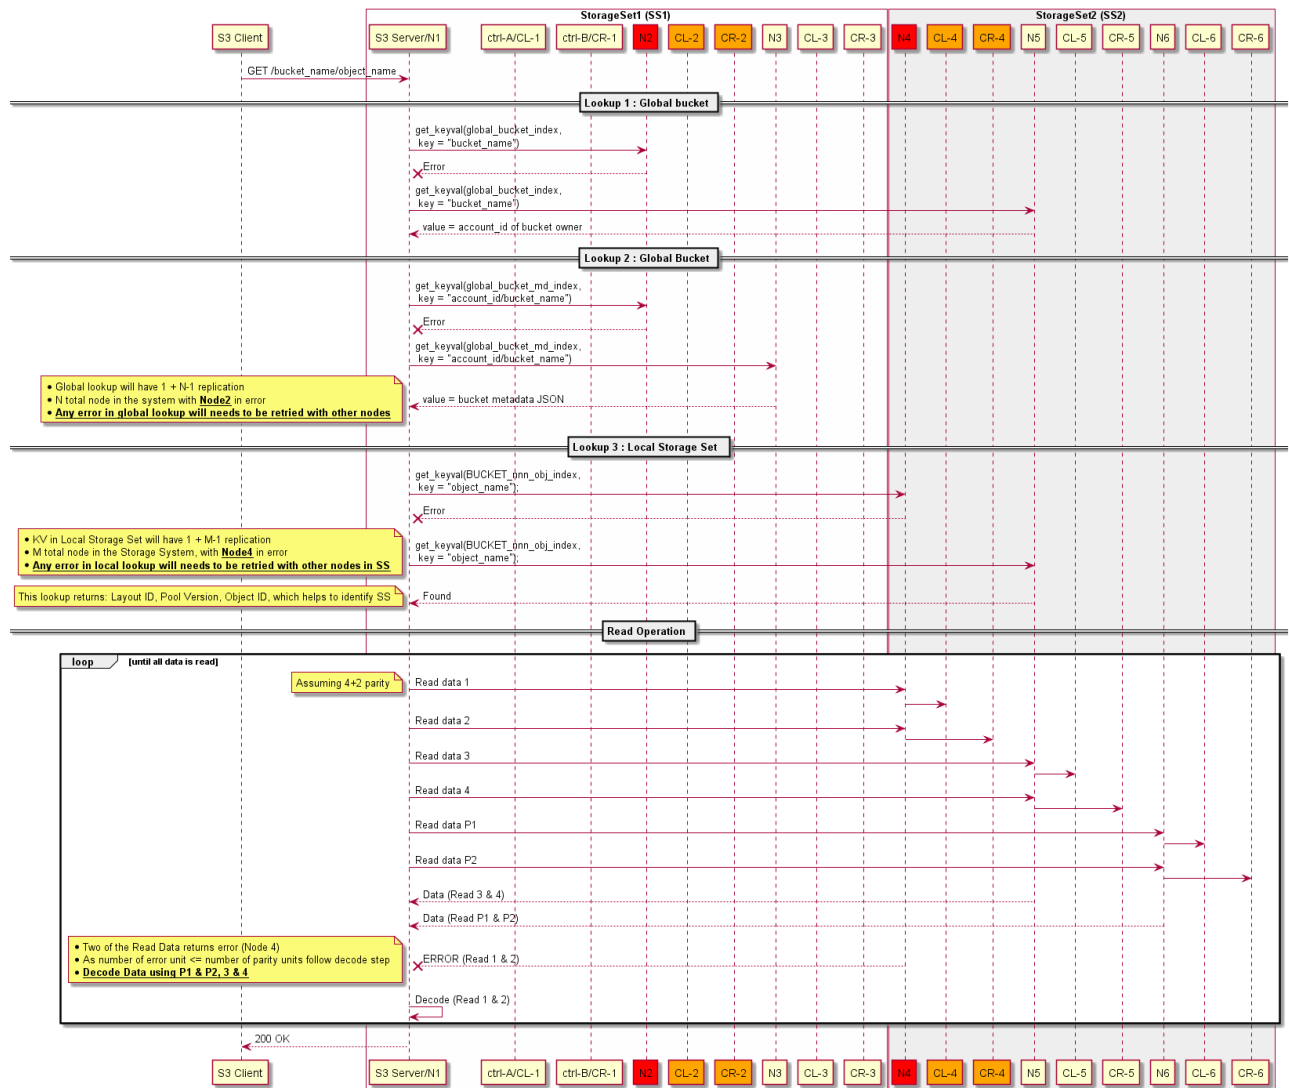 StorageSet1 (SS1)
StorageSet2 (SS2)
S3 Client
S3 Server/N1
ctrl-A/CL-1
ctrl-B/CR-1
N2
CL-2
CR-2
N3
CL-3
CR-3
N4
CL-4
CR-4
N5
CL-5
CR-5
N6
CL-6
CR-6
GET /bucket_name/object_name
Lookup 1 : Global bucket
get_keyval(global_bucket_index,
key = "bucket_name")
Error
get_keyval(global_bucket_index,
key = "bucket_name")
value = account_id of bucket owner
Lookup 2 : Global Bucket
get_keyval(global_bucket_md_index,
key = "account_id/bucket_name")
Error
get_keyval(global_bucket_md_index,
key = "account_id/bucket_name")
• Global lookup will have 1 + N-1 replication
• N total node in the system with Node2 in error
• Any error in global lookup will needs to be retried with other nodes
value = bucket metadata JSON
Lookup 3 : Local Storage Set
get_keyval(BUCKET_nnn_obj_index,
key = "object_name");
Error
• KV in Local Storage Set will have 1 + M-1 replication
• M total node in the Storage System, with Node4 in error
• Any error in local lookup will needs to be retried with other nodes in SS
get_keyval(BUCKET_nnn_obj_index,
key = "object_name");
This lookup returns: Layout ID, Pool Version, Object ID, which helps to identify SS
Found
Read Operation
loop
[until all data is read]
Assuming 4+2 parity
Read data 1
Read data 2
Read data 3
Read data 4
Read data P1
Read data P2
Data (Read 3 & 4)
Data (Read P1 & P2)
• Two of the Read Data returns error (Node 4)
• As number of error unit <= number of parity units follow decode step
• Decode Data using P1 & P2, 3 & 4
ERROR (Read 1 & 2)
Decode (Read 1 & 2)
200 OK
S3 Client
S3 Server/N1
ctrl-A/CL-1
ctrl-B/CR-1
N2
CL-2
CR-2
N3
CL-3
CR-3
N4
CL-4
CR-4
N5
CL-5
CR-5
N6
CL-6
CR-6